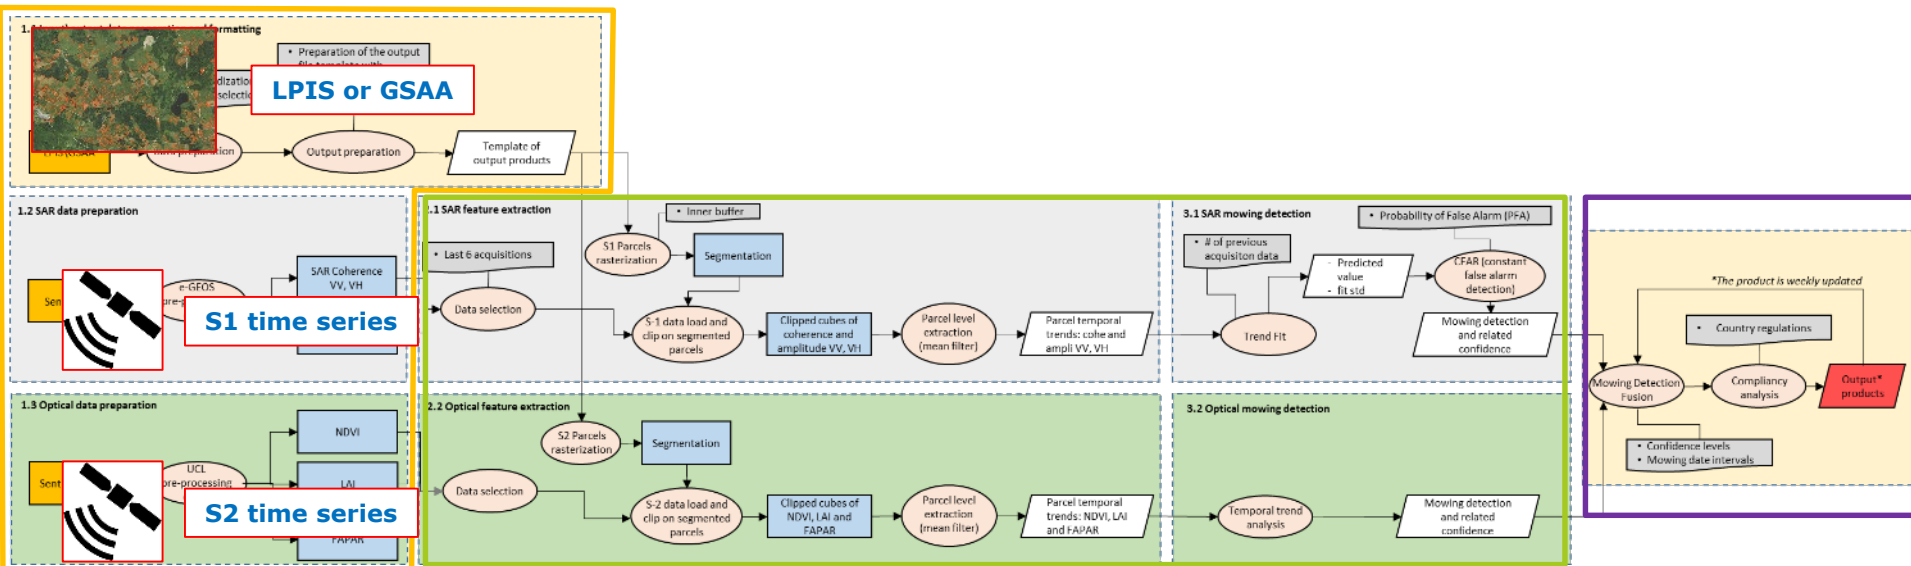 formatting
• Preparation of the output
LPIS or GSAA
Output preparation
Template of
output products
1.2 SAR data preparation
SAR Coherence
VV, VH
e-GEOS
S1 time series
2.1 SAR feature extraction
• Inner buffer
• Last 6 acquisitions
S1 Parcels
rasterization
Segmentation
Data selection
S-1 data load and
clip on segmented
parcels
Clipped cubes of
coherence and
amplitude VV, VH
Parcel level
extraction
(mean filter)
Parcel temporal
trends: cohe and
ampli VV, VH
3.1 SAR mowing detection
• Probability of False Alarm (PFA)
• # of previous
acquisiton data
- Predicted
value
- fit std
CFAR (constant
false alarm
detection)
Trend Fit
Mowing detection
and related
confidence
*The product is weekly updated
• Country regulations
Mowing Detection
Fusion
Compliancy
analysis
Output*
products
• Confidence levels
• Mowing date intervals
1.3 Optical data preparation
NDVI
UCL
pre-processing
LAI
S2 time series
FAPAR
2.2 Optical feature extraction
S2 Parcels
rasterization
Segmentation
Data selection
S-2 data load and
clip on segmented
parcels
Clipped cubes of
NDVI, LAI and
FAPAR
Parcel level
extraction
(mean filter)
Parcel temporal
trends: NDVI, LAI
and FAPAR
3.2 Optical mowing detection
Temporal trend
analysis
Mowing detection
and related
confidence